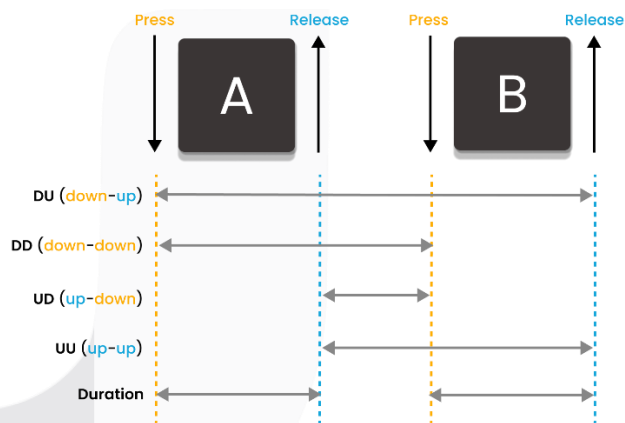 Press Release Press Release
A B
DU (down-up)
DD (down-down)
UD (up-down)
UU (up-up)
Duration